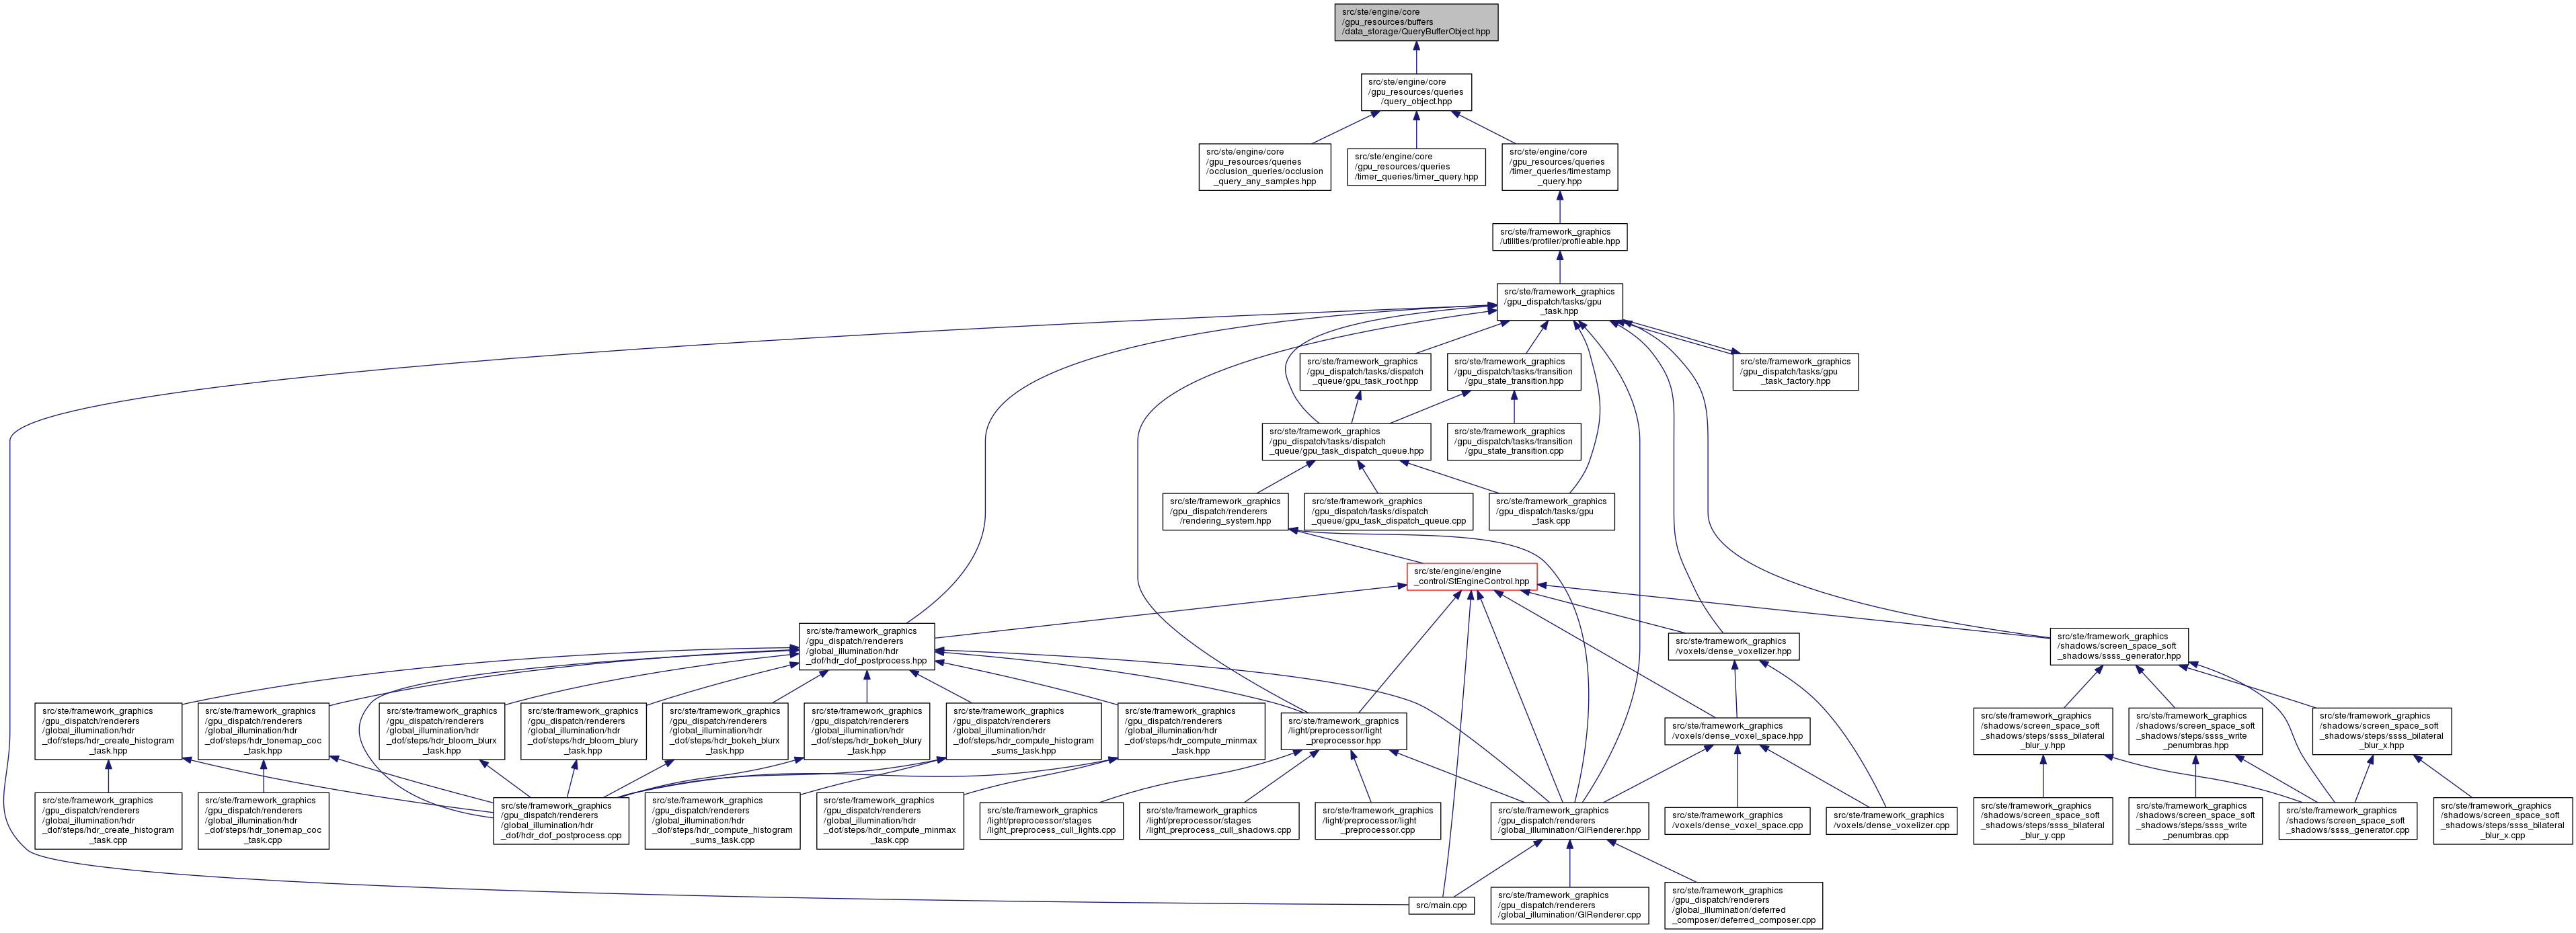 src/ste/engine/core
/gpu_resources/buffers
/data_storage/QueryBufferObject.hpp
src/ste/engine/core
/gpu_resources/queries
/query_object.hpp
src/ste/engine/core
/gpu_resources/queries
/occlusion_queries/occlusion
_query_any_samples.hpp
src/ste/engine/core
/gpu_resources/queries
/timer_queries/timer_query.hpp
src/ste/engine/core
/gpu_resources/queries
/timer_queries/timestamp
_query.hpp
src/ste/framework_graphics
/utilities/profiler/profileable.hpp
src/ste/framework_graphics
/gpu_dispatch/tasks/gpu
_task.hpp
src/ste/framework_graphics
/gpu_dispatch/tasks/dispatch
_queue/gpu_task_root.hpp
src/ste/framework_graphics
/gpu_dispatch/tasks/transition
/gpu_state_transition.hpp
src/ste/framework_graphics
/gpu_dispatch/tasks/gpu
_task_factory.hpp
src/ste/framework_graphics
/gpu_dispatch/tasks/dispatch
_queue/gpu_task_dispatch_queue.hpp
src/ste/framework_graphics
/gpu_dispatch/tasks/transition
/gpu_state_transition.cpp
src/ste/framework_graphics
/gpu_dispatch/renderers
/rendering_system.hpp
src/ste/framework_graphics
/gpu_dispatch/tasks/dispatch
_queue/gpu_task_dispatch_queue.cpp
src/ste/framework_graphics
/gpu_dispatch/tasks/gpu
_task.cpp
src/ste/engine/engine
_control/StEngineControl.hpp
src/ste/framework_graphics
/gpu_dispatch/renderers
/global_illumination/hdr
_dof/hdr_dof_postprocess.hpp
src/ste/framework_graphics
/voxels/dense_voxelizer.hpp
src/ste/framework_graphics
/shadows/screen_space_soft
_shadows/ssss_generator.hpp
src/ste/framework_graphics
/gpu_dispatch/renderers
/global_illumination/hdr
_dof/steps/hdr_create_histogram
_task.hpp
src/ste/framework_graphics
/gpu_dispatch/renderers
/global_illumination/hdr
_dof/steps/hdr_tonemap_coc
_task.hpp
src/ste/framework_graphics
/gpu_dispatch/renderers
/global_illumination/hdr
_dof/steps/hdr_bloom_blurx
_task.hpp
src/ste/framework_graphics
/gpu_dispatch/renderers
/global_illumination/hdr
_dof/steps/hdr_bloom_blury
_task.hpp
src/ste/framework_graphics
/gpu_dispatch/renderers
/global_illumination/hdr
_dof/steps/hdr_bokeh_blurx
_task.hpp
src/ste/framework_graphics
/gpu_dispatch/renderers
/global_illumination/hdr
_dof/steps/hdr_bokeh_blury
_task.hpp
src/ste/framework_graphics
/gpu_dispatch/renderers
/global_illumination/hdr
_dof/steps/hdr_compute_histogram
_sums_task.hpp
src/ste/framework_graphics
/gpu_dispatch/renderers
/global_illumination/hdr
_dof/steps/hdr_compute_minmax
_task.hpp
src/ste/framework_graphics
/light/preprocessor/light
_preprocessor.hpp
src/ste/framework_graphics
/voxels/dense_voxel_space.hpp
src/ste/framework_graphics
/shadows/screen_space_soft
_shadows/steps/ssss_bilateral
_blur_y.hpp
src/ste/framework_graphics
/shadows/screen_space_soft
_shadows/steps/ssss_write
_penumbras.hpp
src/ste/framework_graphics
/shadows/screen_space_soft
_shadows/steps/ssss_bilateral
_blur_x.hpp
src/ste/framework_graphics
/gpu_dispatch/renderers
/global_illumination/hdr
_dof/steps/hdr_create_histogram
_task.cpp
src/ste/framework_graphics
/gpu_dispatch/renderers
/global_illumination/hdr
_dof/steps/hdr_tonemap_coc
_task.cpp
src/ste/framework_graphics
/gpu_dispatch/renderers
/global_illumination/hdr
_dof/hdr_dof_postprocess.cpp
src/ste/framework_graphics
/gpu_dispatch/renderers
/global_illumination/hdr
_dof/steps/hdr_compute_histogram
_sums_task.cpp
src/ste/framework_graphics
/gpu_dispatch/renderers
/global_illumination/hdr
_dof/steps/hdr_compute_minmax
_task.cpp
src/ste/framework_graphics
/light/preprocessor/stages
/light_preprocess_cull_lights.cpp
src/ste/framework_graphics
/light/preprocessor/stages
/light_preprocess_cull_shadows.cpp
src/ste/framework_graphics
/light/preprocessor/light
_preprocessor.cpp
src/ste/framework_graphics
/gpu_dispatch/renderers
/global_illumination/GIRenderer.hpp
src/ste/framework_graphics
/voxels/dense_voxel_space.cpp
src/ste/framework_graphics
/voxels/dense_voxelizer.cpp
src/ste/framework_graphics
/shadows/screen_space_soft
_shadows/steps/ssss_bilateral
_blur_y.cpp
src/ste/framework_graphics
/shadows/screen_space_soft
_shadows/steps/ssss_write
_penumbras.cpp
src/ste/framework_graphics
/shadows/screen_space_soft
_shadows/ssss_generator.cpp
src/ste/framework_graphics
/shadows/screen_space_soft
_shadows/steps/ssss_bilateral
_blur_x.cpp
src/main.cpp
src/ste/framework_graphics
/gpu_dispatch/renderers
/global_illumination/GIRenderer.cpp
src/ste/framework_graphics
/gpu_dispatch/renderers
/global_illumination/deferred
_composer/deferred_composer.cpp